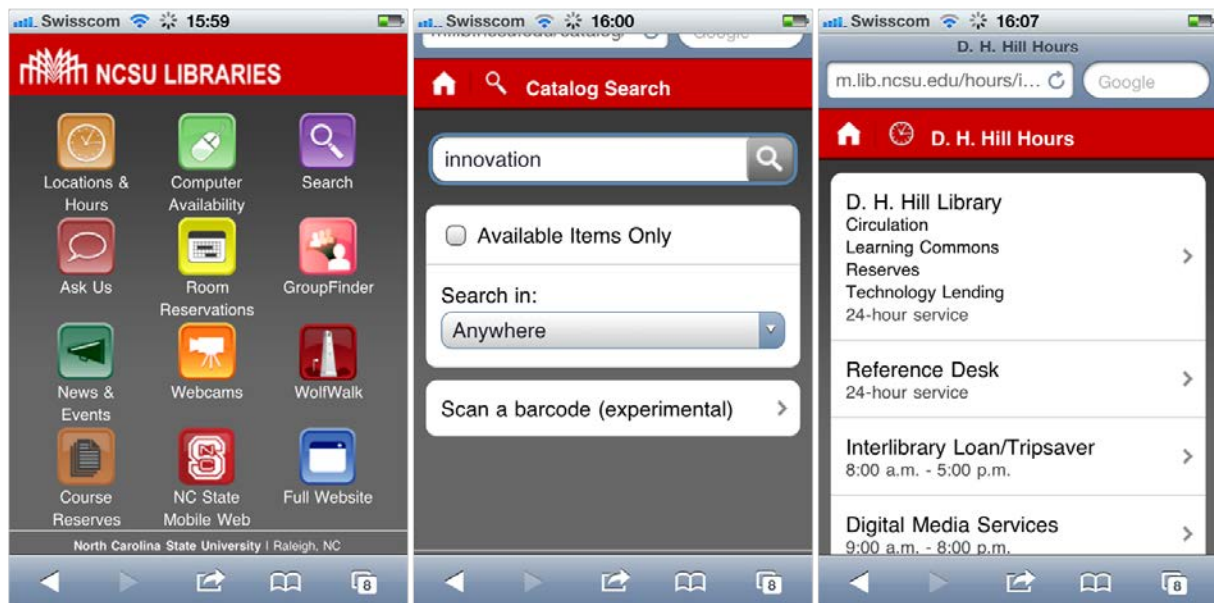 Swisscom 15:59
NCSU LIBRARIES
Locations &
Hours
Computer
Availability
Search
Ask Us
Room
Reservations
GroupFinder
News &
Events
Webcams
WolfWalk
Course
Reserves
NC State
Mobile Web
Full Website
North Carolina State University | Raleigh, NC
8
Swisscom 16:00
Google
Catalog Search
innovation
Available Items Only
Search in:
Anywhere
Scan a barcode (experimental)
8
Swisscom 16:07
D. H. Hill Hours
m.lib.ncsu.edu/hours/i... Google
D. H. Hill Hours
D. H. Hill Library
Circulation
Learning Commons
Reserves
Technology Lending
24-hour service
Reference Desk
24-hour service
Interlibrary Loan/Tripsaver
8:00 a.m. - 5:00 p.m.
Digital Media Services
9:00 a.m. - 8:00 p.m.
8